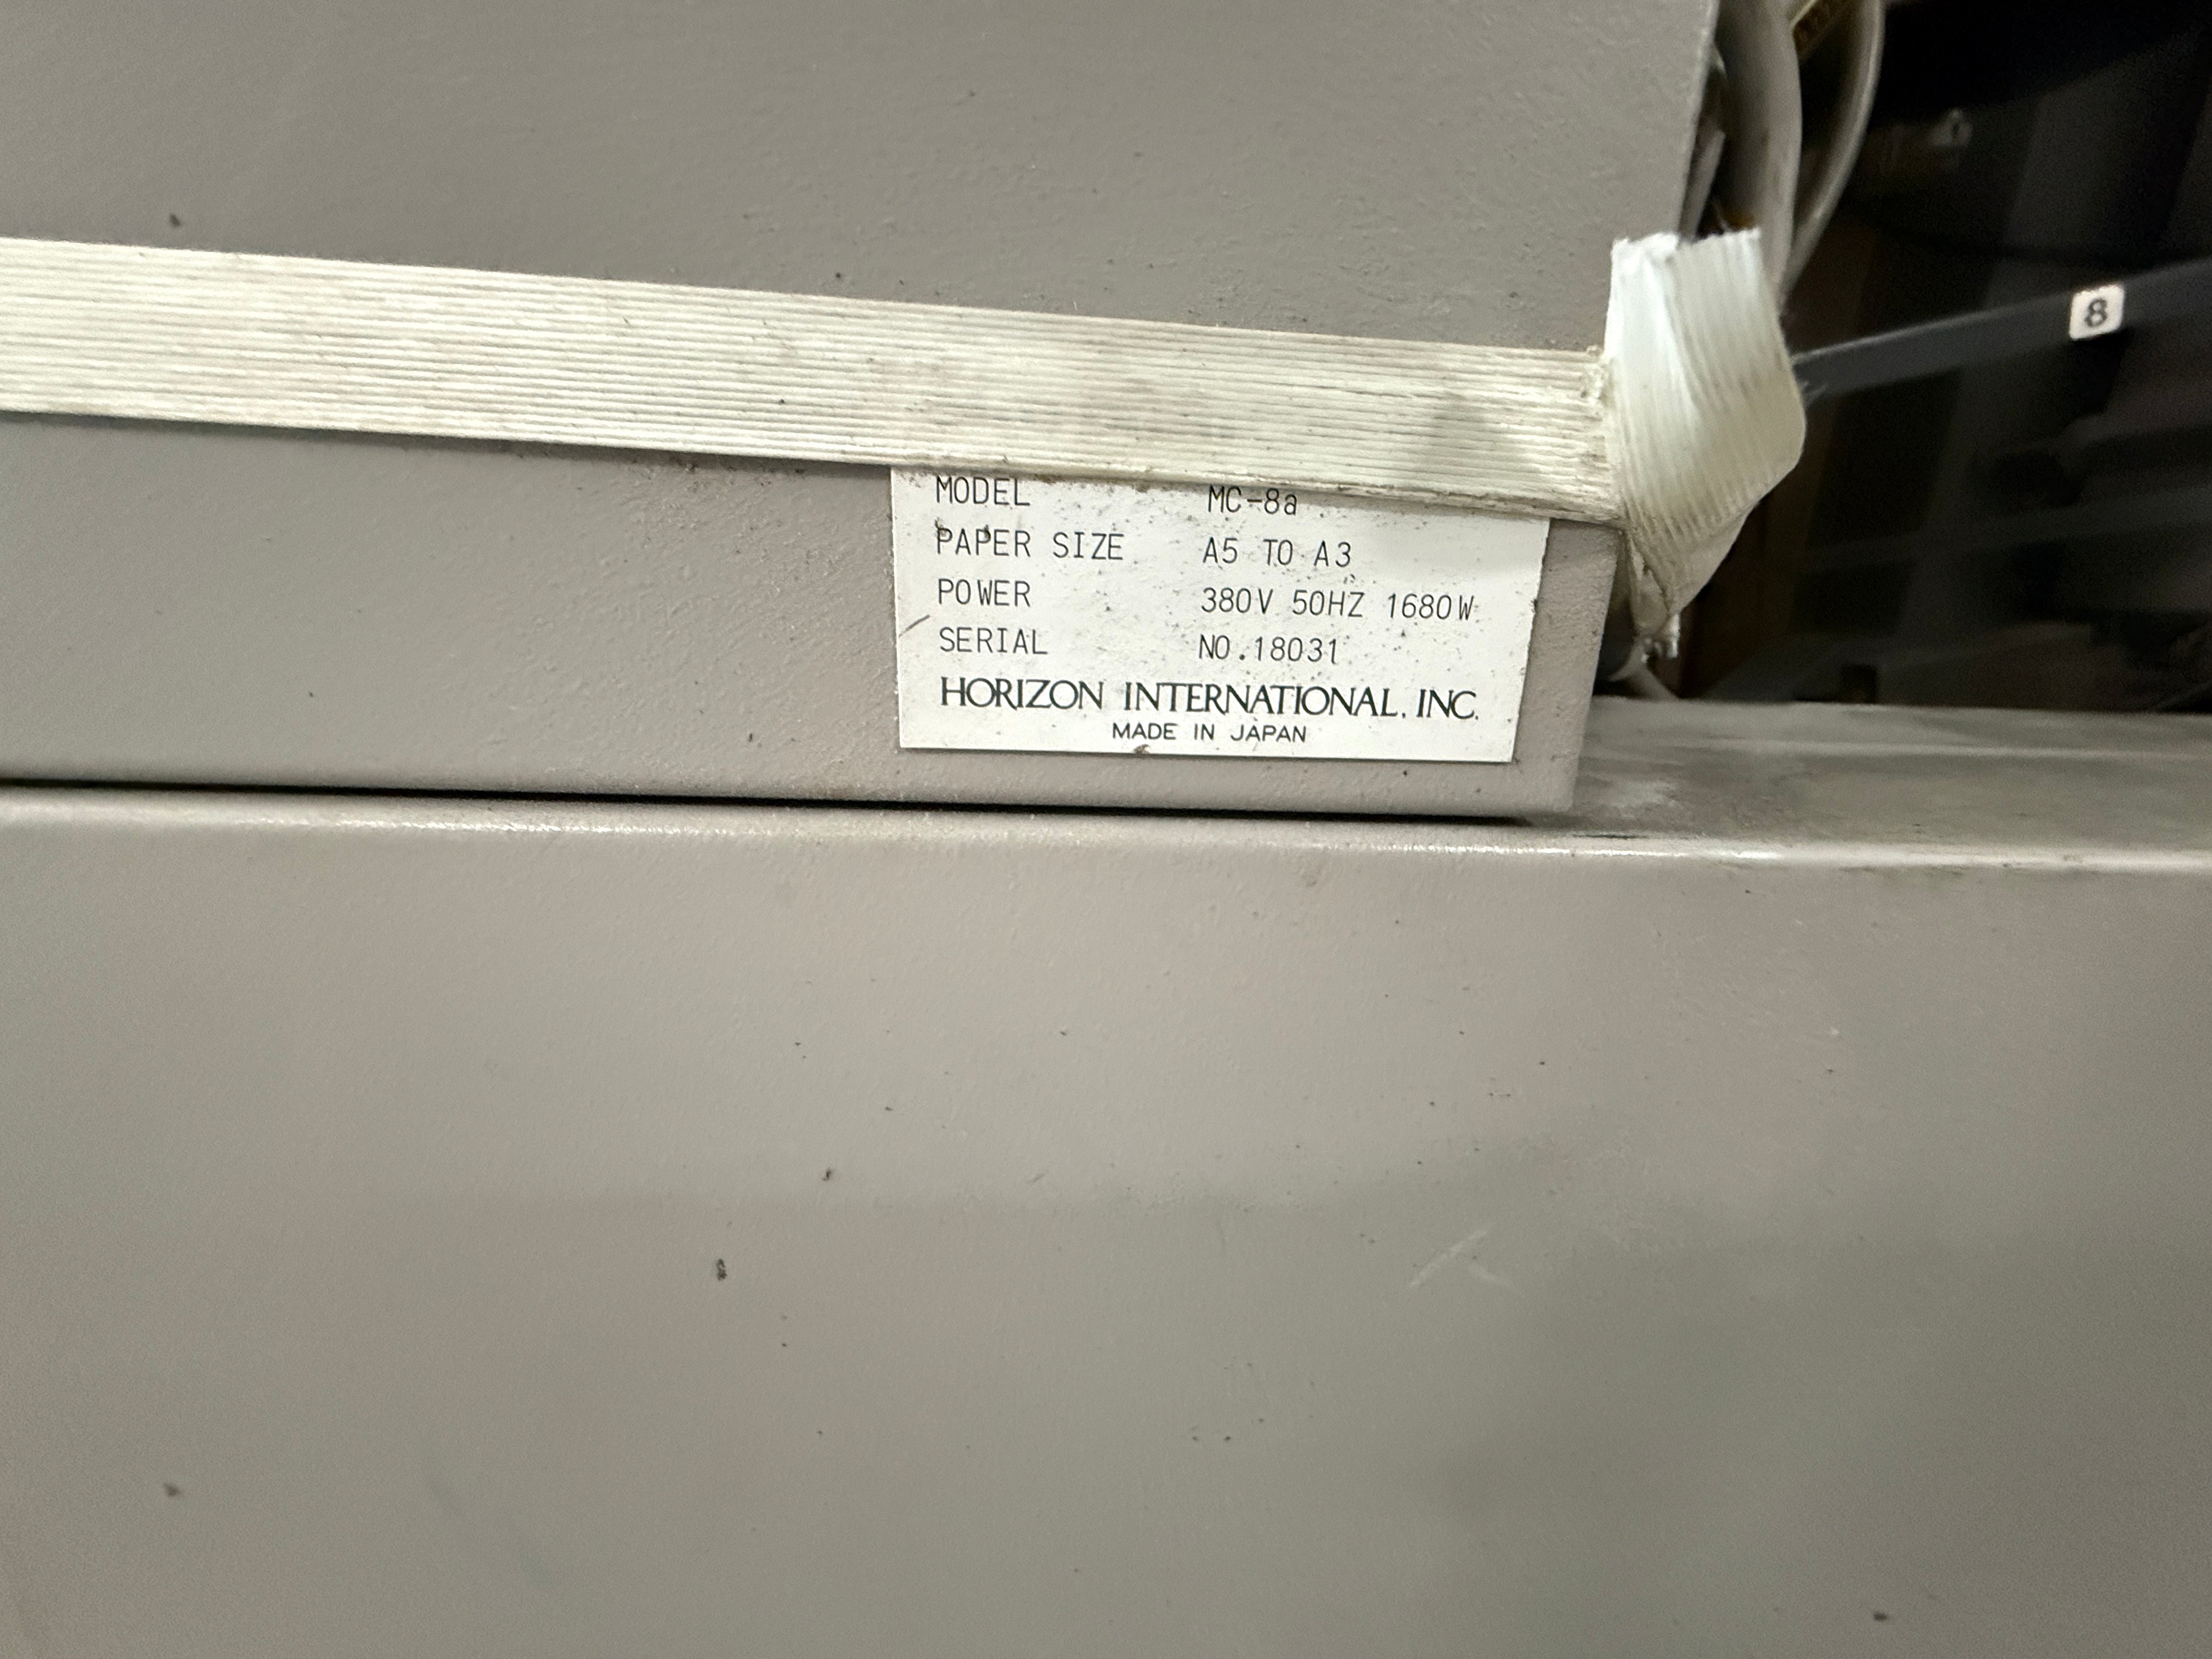 8
MODEL MC-8a
PAPER SIZE A5 TO A3
POWER 380V 50HZ 1680W
SERIAL NO.18031
HORIZON INTERNATIONAL, INC.
MADE IN JAPAN